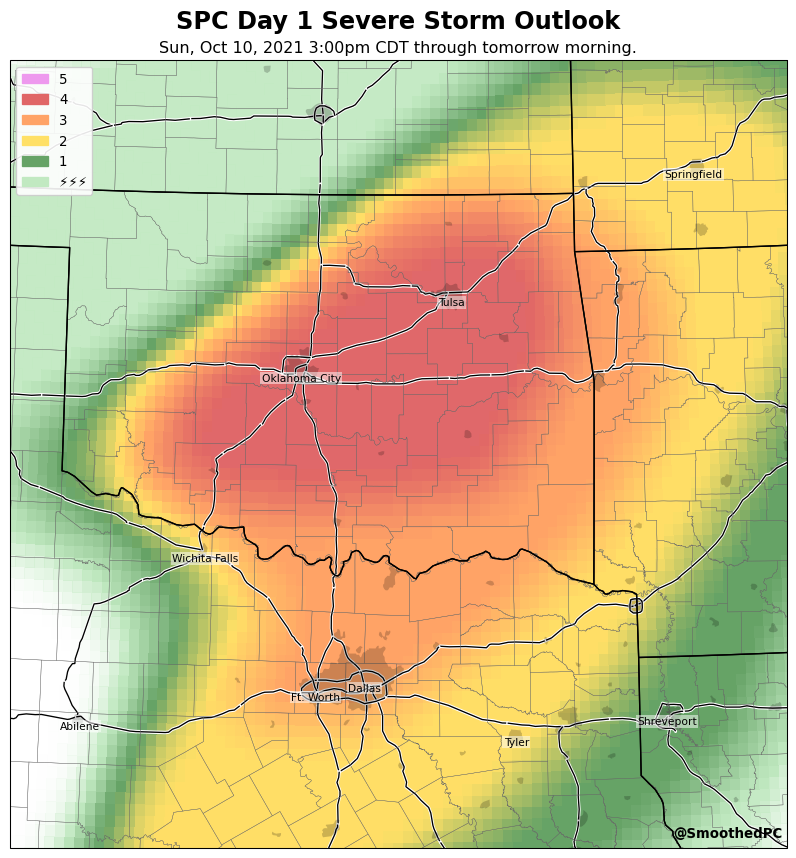 SPC Day 1 Severe Storm Outlook
Sun, Oct 10, 2021 3:00pm CDT through tomorrow morning.
5
4
3
2
1
⚡⚡⚡
Springfield
Tulsa
Oklahoma City
Wichita Falls
Dallas
Ft. Worth
Abilene
Shreveport
Tyler
@SmoothedPC